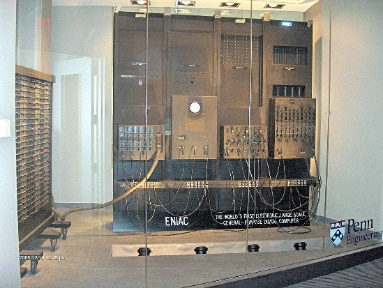 ENIAC
THE WORLD'S FIRST ELECTRONIC, LARGE SCALE,
GENERAL-PURPOSE DIGITAL COMPUTER
Penn
Engineering